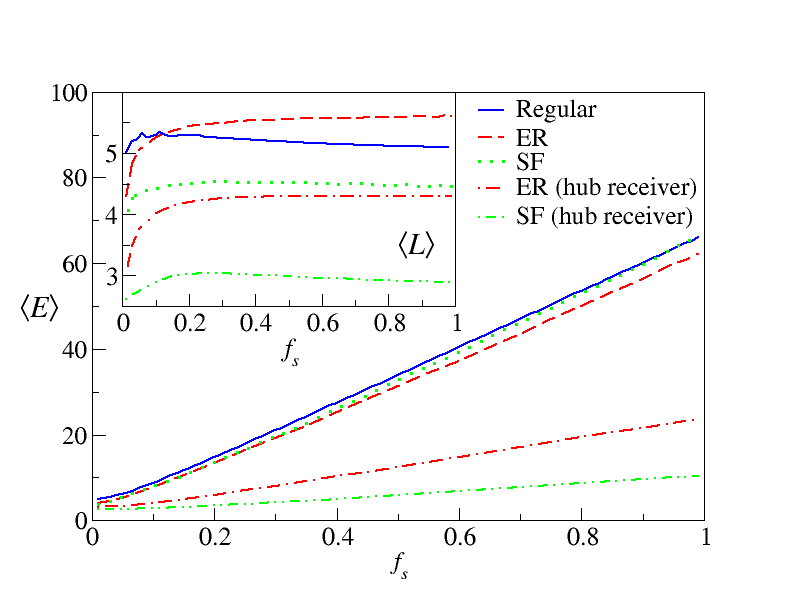 100
80
60
40
20
0
⟨E⟩
0
0.2
0.4
0.6
0.8
1
f_s
5
4
3
0
0.2
0.4
0.6
0.8
1
f_s
⟨L⟩
Regular
ER
SF
ER (hub receiver)
SF (hub receiver)